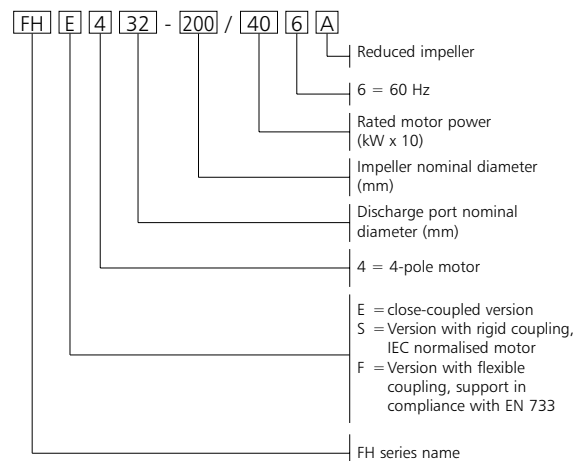 FH E 4 32 - 200 / 40 6 A
Reduced impeller
6 = 60 Hz
Rated motor power
(kW x 10)
Impeller nominal diameter
(mm)
Discharge port nominal
diameter (mm)
4 = 4-pole motor
E = close-coupled version
S = Version with rigid coupling,
IEC normalised motor
F = Version with flexible
coupling, support in
compliance with EN 733
FH series name